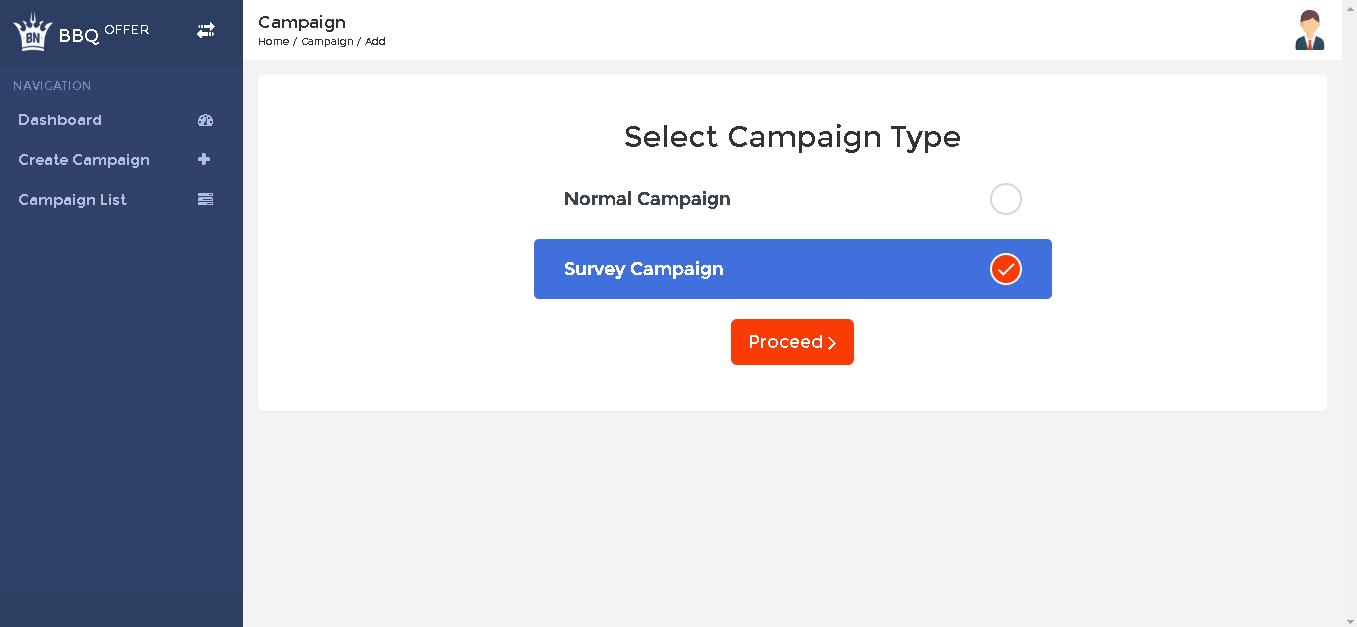 BN
BBQ OFFER
NAVIGATION
Dashboard
Create Campaign
Campaign List
Campaign
Home / Campaign / Add
Select Campaign Type
Normal Campaign
Survey Campaign
Proceed